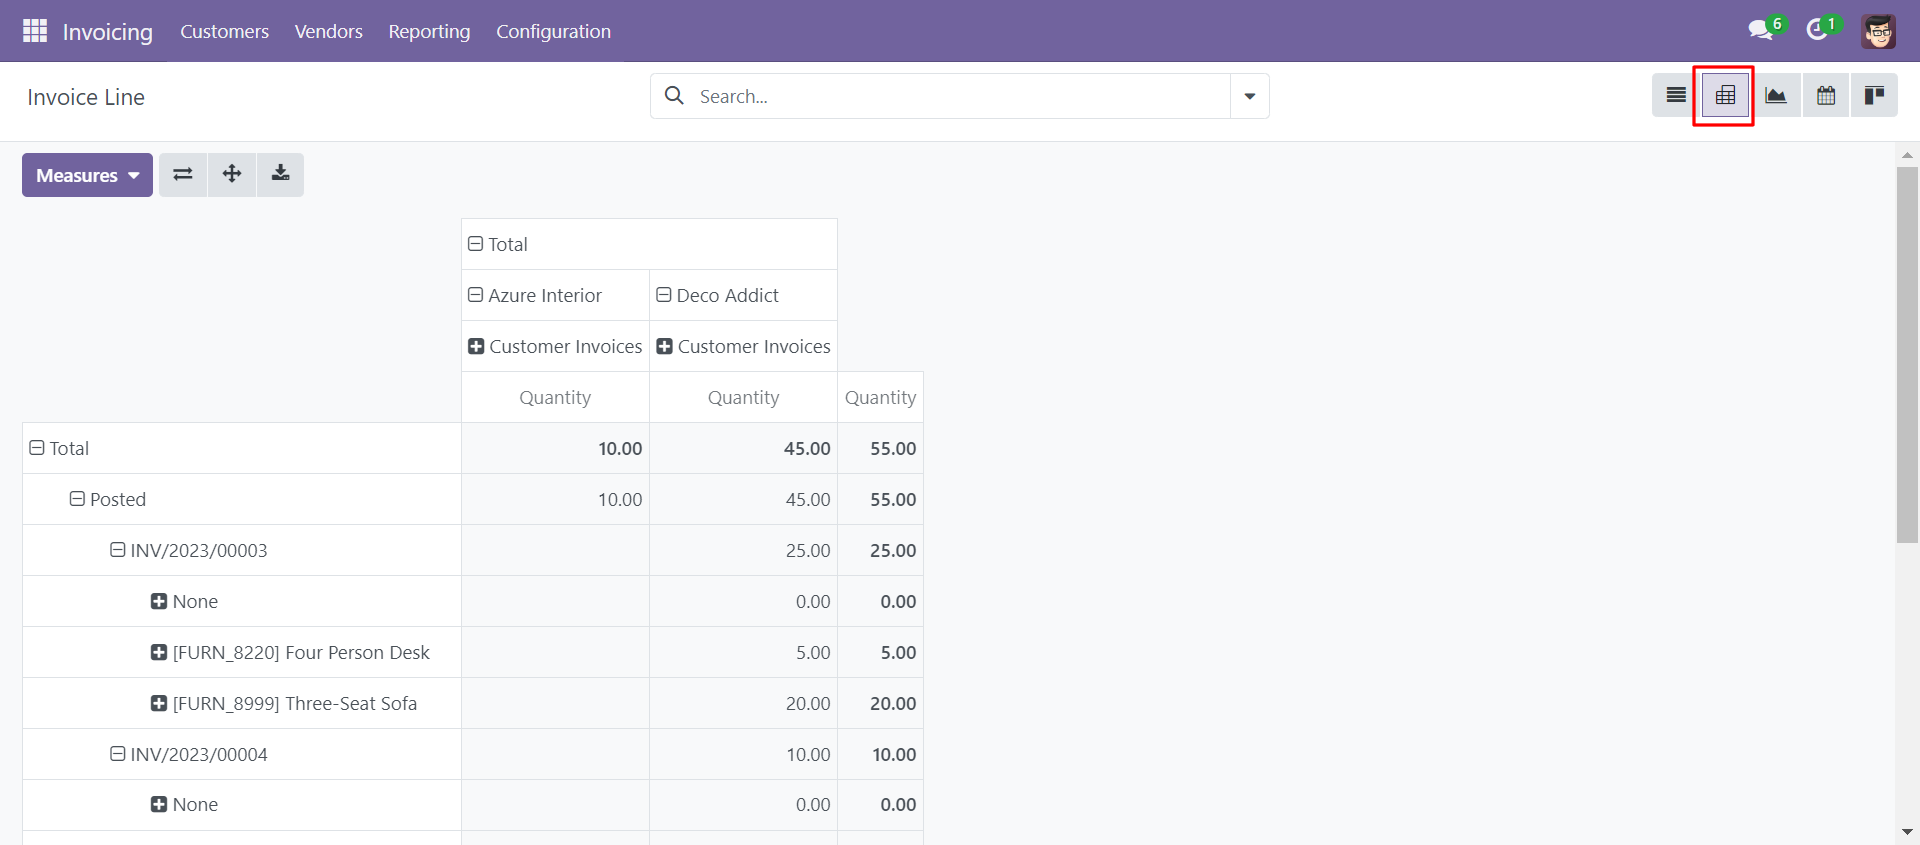 Invoicing Customers Vendors Reporting Configuration 6 1
Invoice Line Search...
Measures
Total
Azure Interior Deco Addict
Customer Invoices Customer Invoices
Quantity Quantity Quantity
Total 10.00 45.00 55.00
Posted 10.00 45.00 55.00
INV/2023/00003 25.00 25.00
None 0.00 0.00
[FURN_8220] Four Person Desk 5.00 5.00
[FURN_8999] Three-Seat Sofa 20.00 20.00
INV/2023/00004 10.00 10.00
None 0.00 0.00